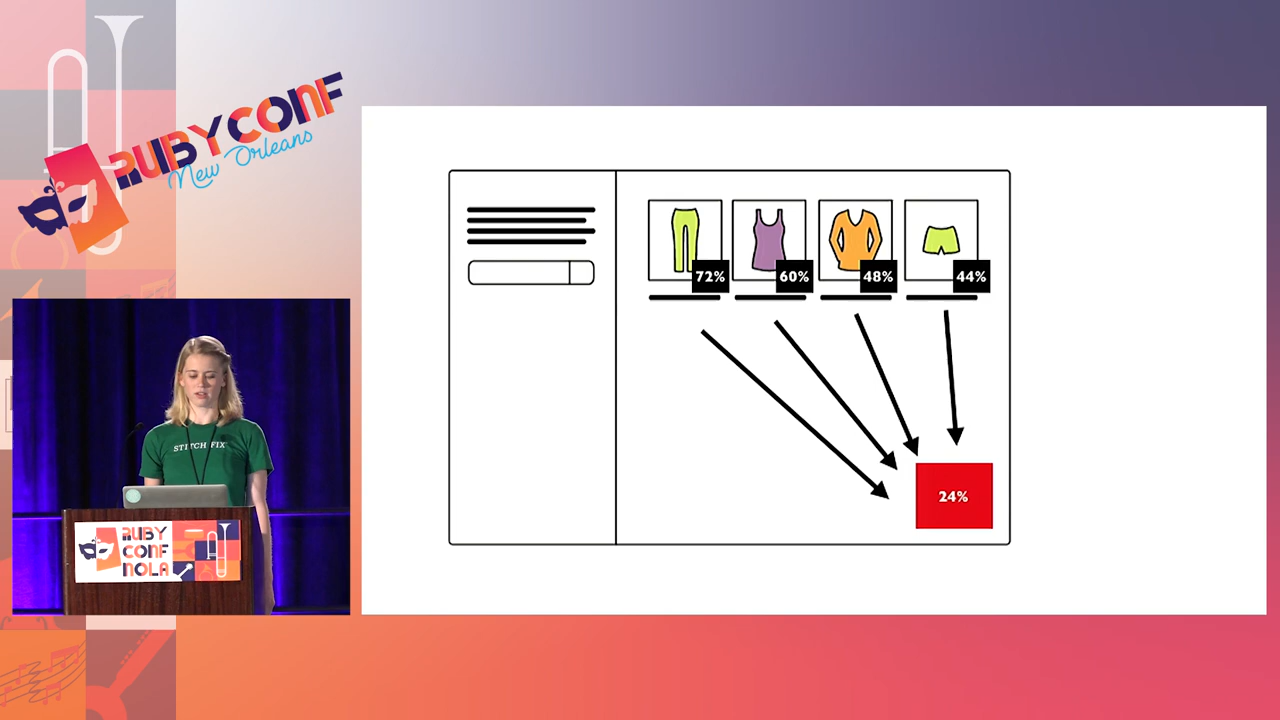 RUBYCONF
New Orleans
72%
60%
48%
44%
24%
STITCH FIX
RUBY
CONF
NOLA